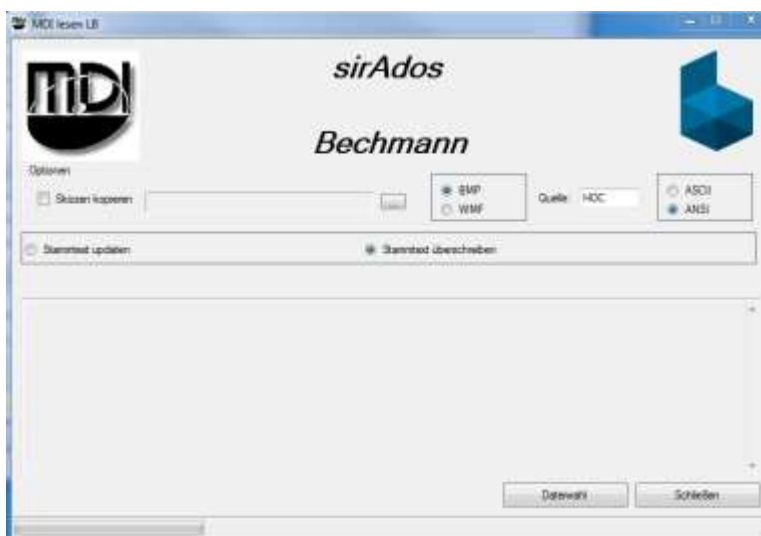 MDI lesen LB
MDI
sirAdos
Bechmann
Optionen
Skizzen kopieren
...
BMP
WMF
Quelle: HOC
ASCII
ANSI
Stammtext updaten
Stammtext überschreiben
Dateiwahl
Schließen